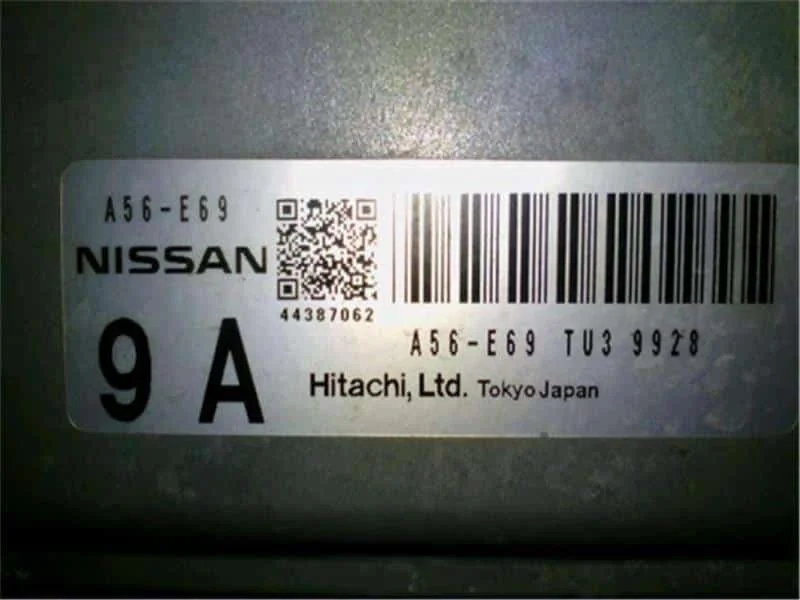 A56-E69
NISSAN
44387062
9 A
A56-E69 TU3 9928
Hitachi, Ltd. Tokyo Japan